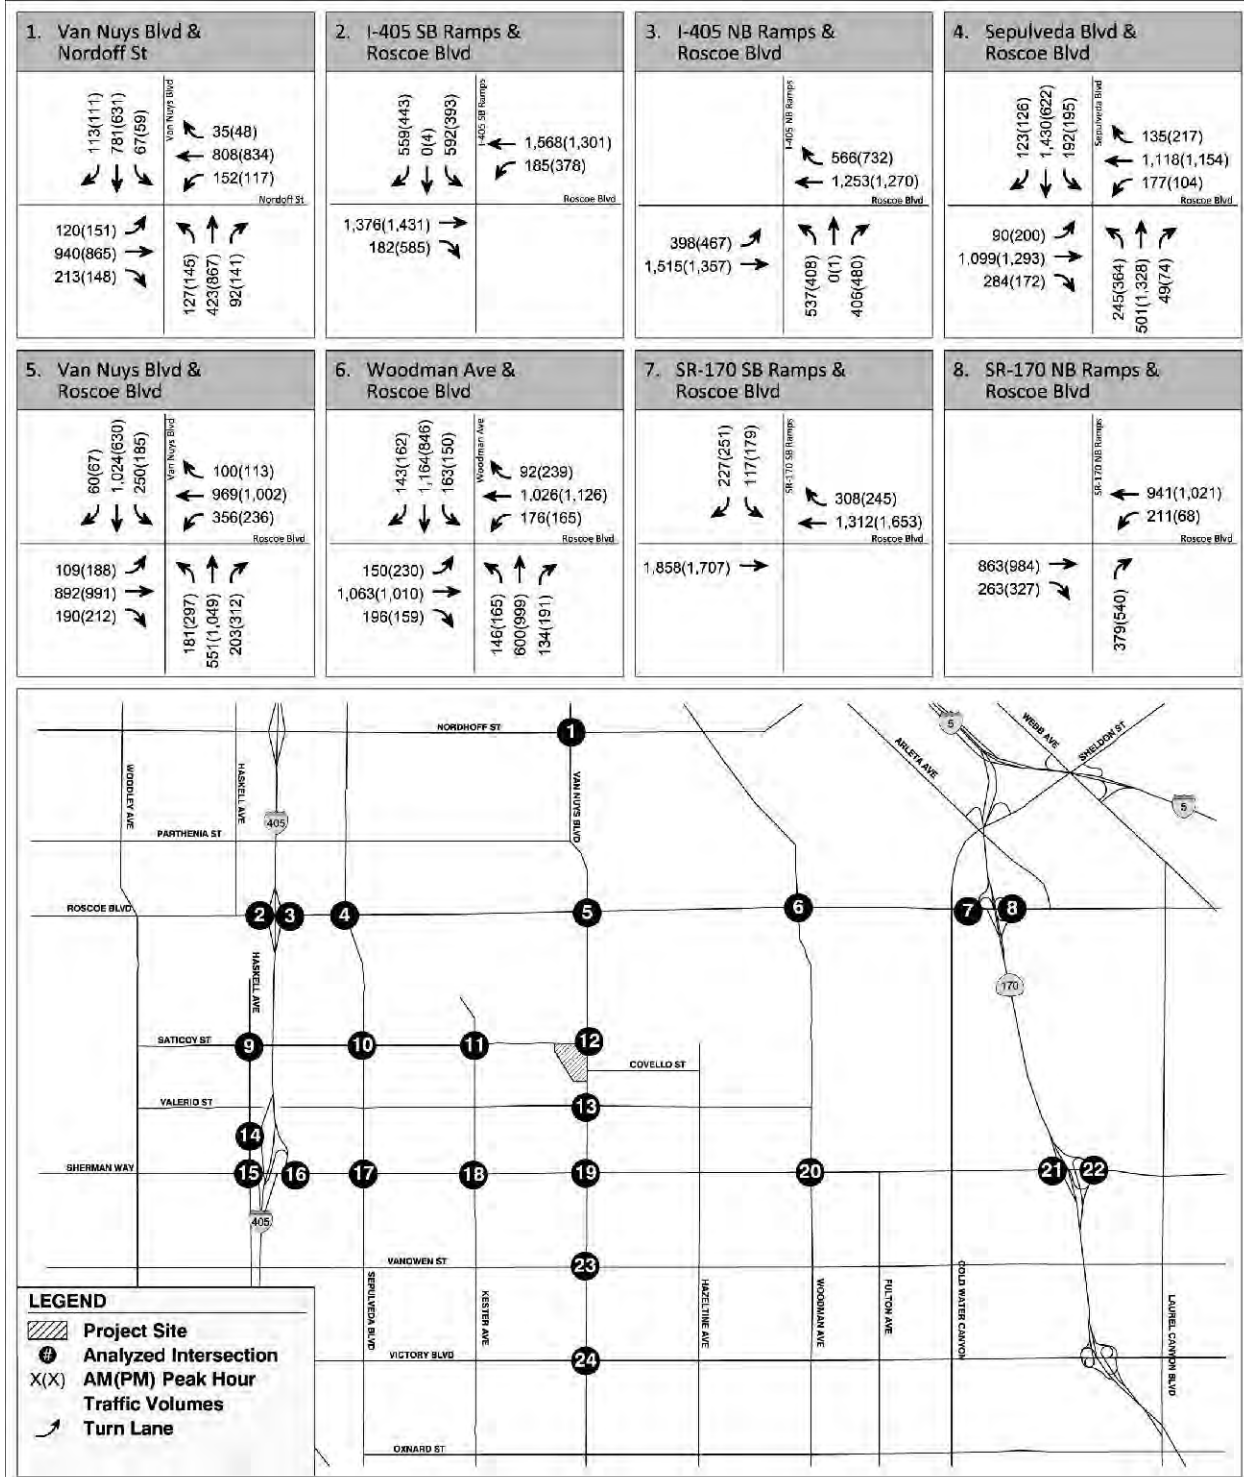 1. Van Nuys Blvd &
Nordoff St
113(111)
781(631)
67(59)
Van Nuys Blvd
35(48)
808(834)
152(117)
Nordoff St
120(151)
940(865)
213(148)
127(145)
423(867)
92(141)
2. I-405 SB Ramps &
Roscoe Blvd
559(443)
0(4)
592(393)
I-405 SB Ramps
1,568(1,301)
185(378)
Roscoe Blvd
1,376(1,431)
182(585)
3. I-405 NB Ramps &
Roscoe Blvd
I-405 NB Ramps
566(732)
1,253(1,270)
Roscoe Blvd
398(467)
1,515(1,357)
537(408)
0(1)
406(480)
4. Sepulveda Blvd &
Roscoe Blvd
123(126)
1,430(622)
192(195)
Sepulveda Blvd
135(217)
1,118(1,154)
177(104)
Roscoe Blvd
90(200)
1,099(1,293)
284(172)
245(364)
501(1,328)
49(74)
5. Van Nuys Blvd &
Roscoe Blvd
60(67)
1,024(630)
250(185)
Van Nuys Blvd
100(113)
969(1,002)
356(236)
Roscoe Blvd
109(188)
892(991)
190(212)
181(297)
551(1,049)
203(312)
6. Woodman Ave &
Roscoe Blvd
143(162)
1,164(846)
163(150)
Woodman Ave
92(239)
1,026(1,126)
176(165)
Roscoe Blvd
150(230)
1,063(1,010)
196(159)
146(165)
600(999)
134(191)
7. SR-170 SB Ramps &
Roscoe Blvd
227(251)
117(179)
SR-170 SB Ramps
308(245)
1,312(1,653)
Roscoe Blvd
1,858(1,707)
8. SR-170 NB Ramps &
Roscoe Blvd
SR-170 NB Ramps
941(1,021)
211(68)
Roscoe Blvd
863(984)
263(327)
379(540)
NORDHOFF ST
1
5
WEBB AVE
SHELDON ST
ARLETA AVE
5
WOODLEY AVE
HASKELL AVE
405
VAN NUYS BLVD
PARTHENIA ST
ROSCOE BLVD
2
3
4
5
6
7
8
HASKELL AVE
170
SATICOY ST
9
10
11
12
COVELLO ST
VALERIO ST
13
14
SHERMAN WAY
15
16
17
18
19
20
21
22
405
VANOWEN ST
23
SEPULVEDA BLVD
KESTER AVE
HAZELTINE AVE
WOODMAN AVE
FULTON AVE
COLD WATER CANYON
LAUREL CANYON BLVD
VICTORY BLVD
24
OXNARD ST
LEGEND
Project Site
# Analyzed Intersection
X(X) AM(PM) Peak Hour
Traffic Volumes
Turn Lane